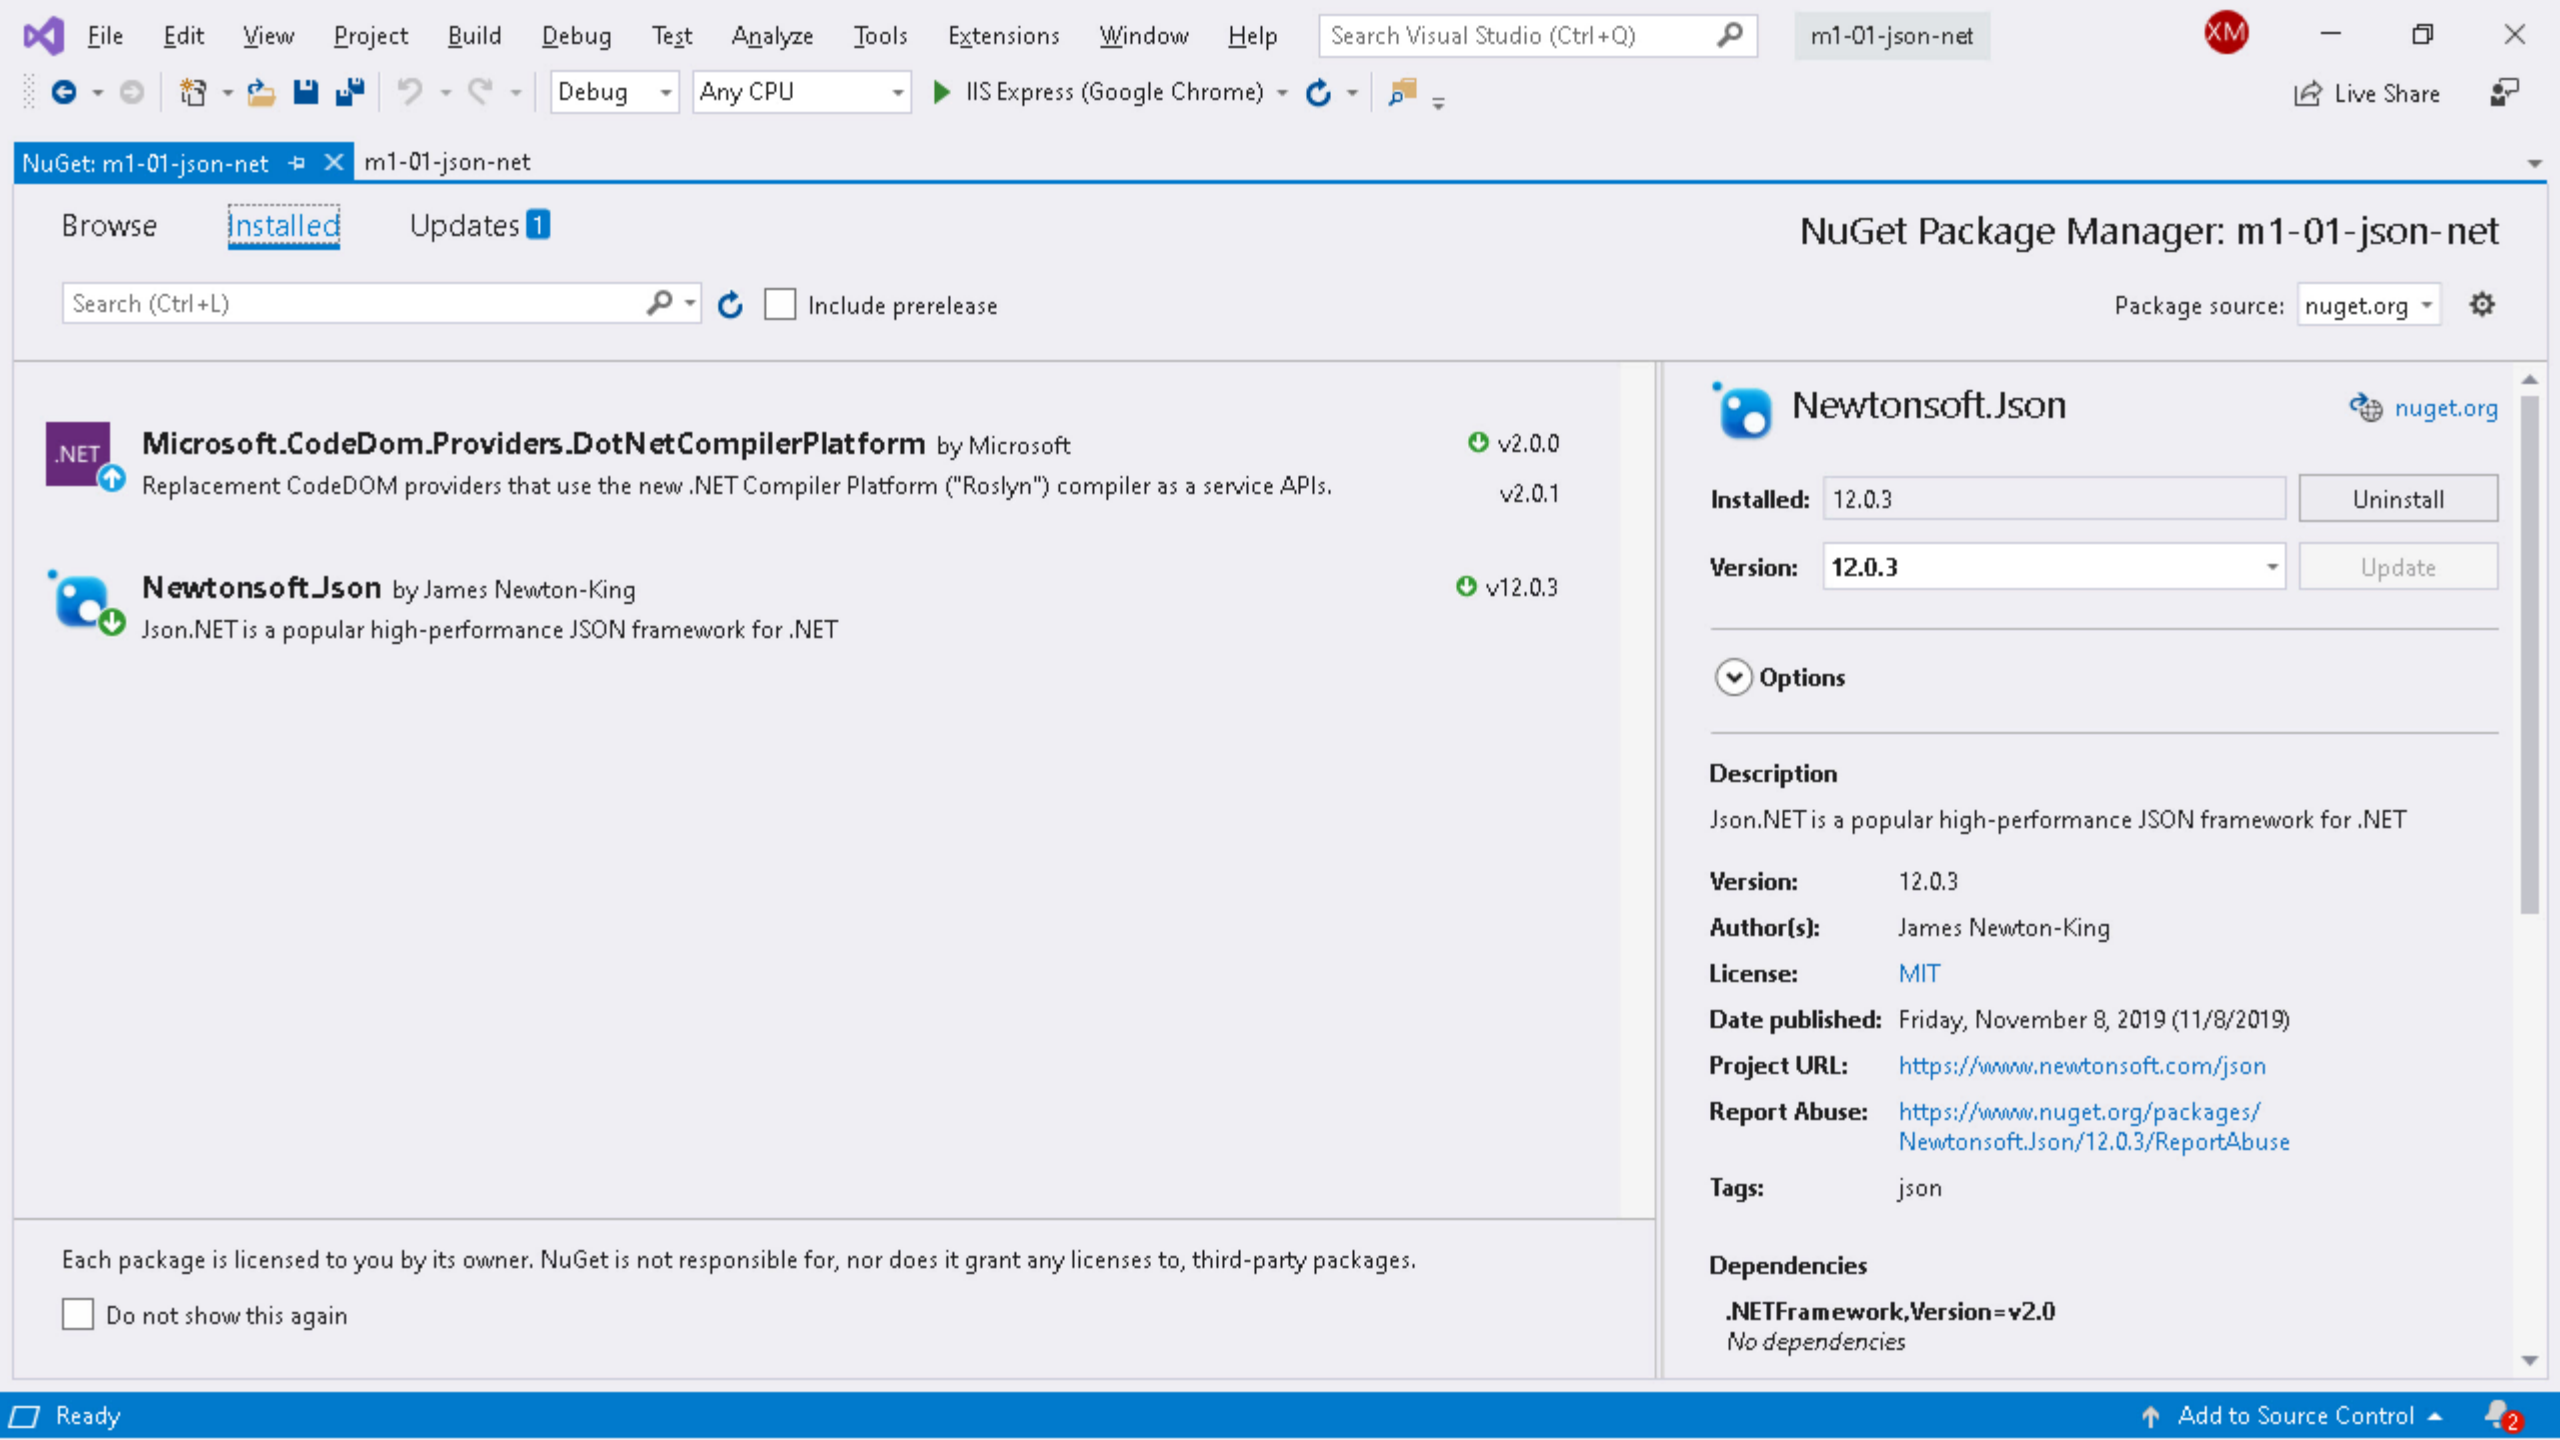 File Edit View Project Build Debug Test Analyze Tools Extensions Window Help Search Visual Studio (Ctrl+Q) m1-01-json-net XM
Debug Any CPU IIS Express (Google Chrome) Live Share
NuGet: m1-01-json-net m1-01-json-net
Browse Installed Updates 1
NuGet Package Manager: m1-01-json-net
Search (Ctrl+L) Include prerelease
Package source: nuget.org
.NET
Microsoft.CodeDom.Providers.DotNetCompilerPlatform by Microsoft v2.0.0
Replacement CodeDOM providers that use the new .NET Compiler Platform ("Roslyn") compiler as a service APIs. v2.0.1
Newtonsoft.Json by James Newton-King v12.0.3
Json.NET is a popular high-performance JSON framework for .NET
Each package is licensed to you by its owner. NuGet is not responsible for, nor does it grant any licenses to, third-party packages.
Do not show this again
Newtonsoft.Json nuget.org
Installed: 12.0.3 Uninstall
Version: 12.0.3 Update
Options
Description
Json.NET is a popular high-performance JSON framework for .NET
Version: 12.0.3
Author(s): James Newton-King
License: MIT
Date published: Friday, November 8, 2019 (11/8/2019)
Project URL: https://www.newtonsoft.com/json
Report Abuse: https://www.nuget.org/packages/
Newtonsoft.Json/12.0.3/ReportAbuse
Tags: json
Dependencies
.NETFramework,Version=v2.0
No dependencies
Ready Add to Source Control 2